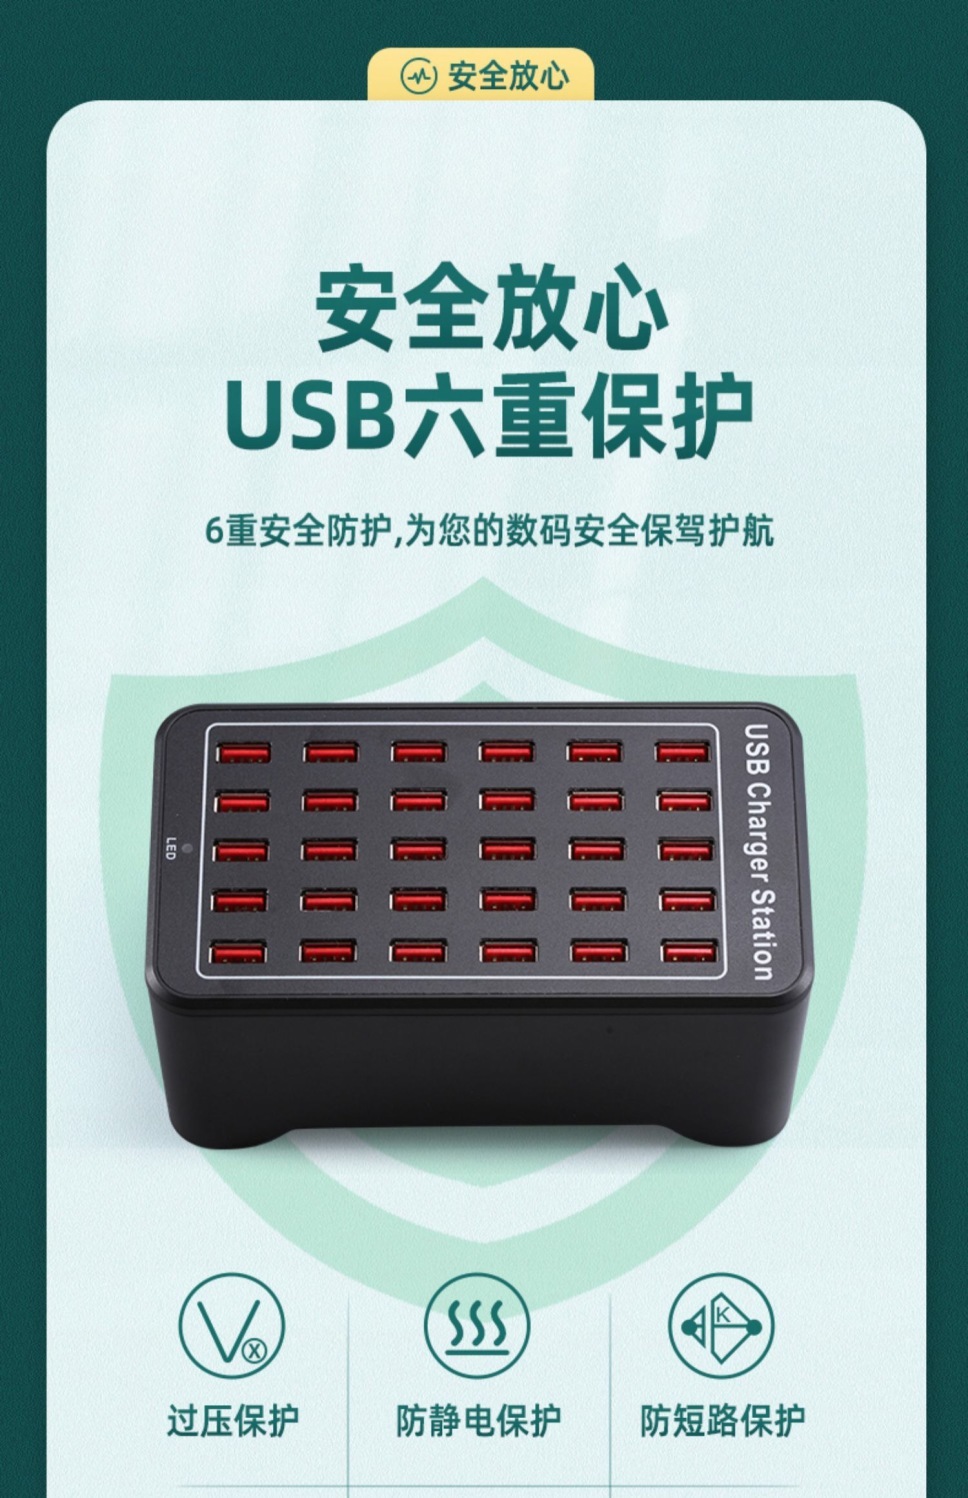 安全放心
安全放心
USB六重保护
6重安全防护,为您的数码安全保驾护航
USB Charger Station
LED
X
K
过压保护
防静电保护
防短路保护